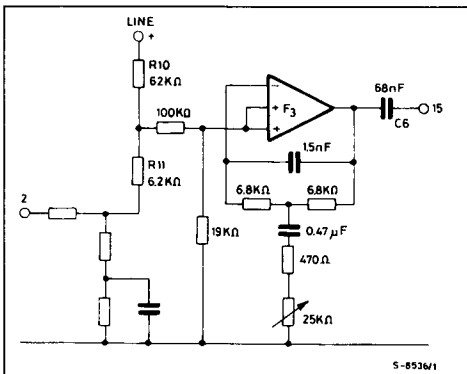 LINE
+
R10
62KΩ
100KΩ
R11
6.2KΩ
2
19KΩ
-
+
+
F3
68nF
C6
15
1.5nF
6.8KΩ
6.8KΩ
0.47µF
470Ω
25KΩ
S-8536/1